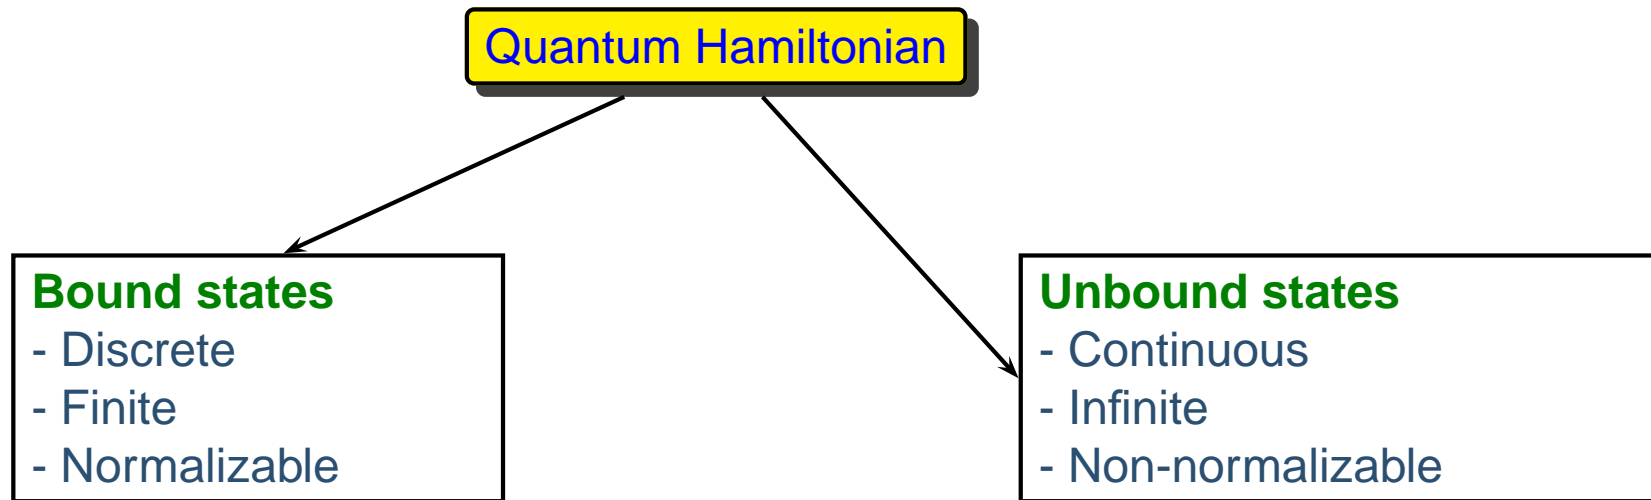 Quantum Hamiltonian
Bound states
- Discrete
- Finite
- Normalizable
Unbound states
- Continuous
- Infinite
- Non-normalizable